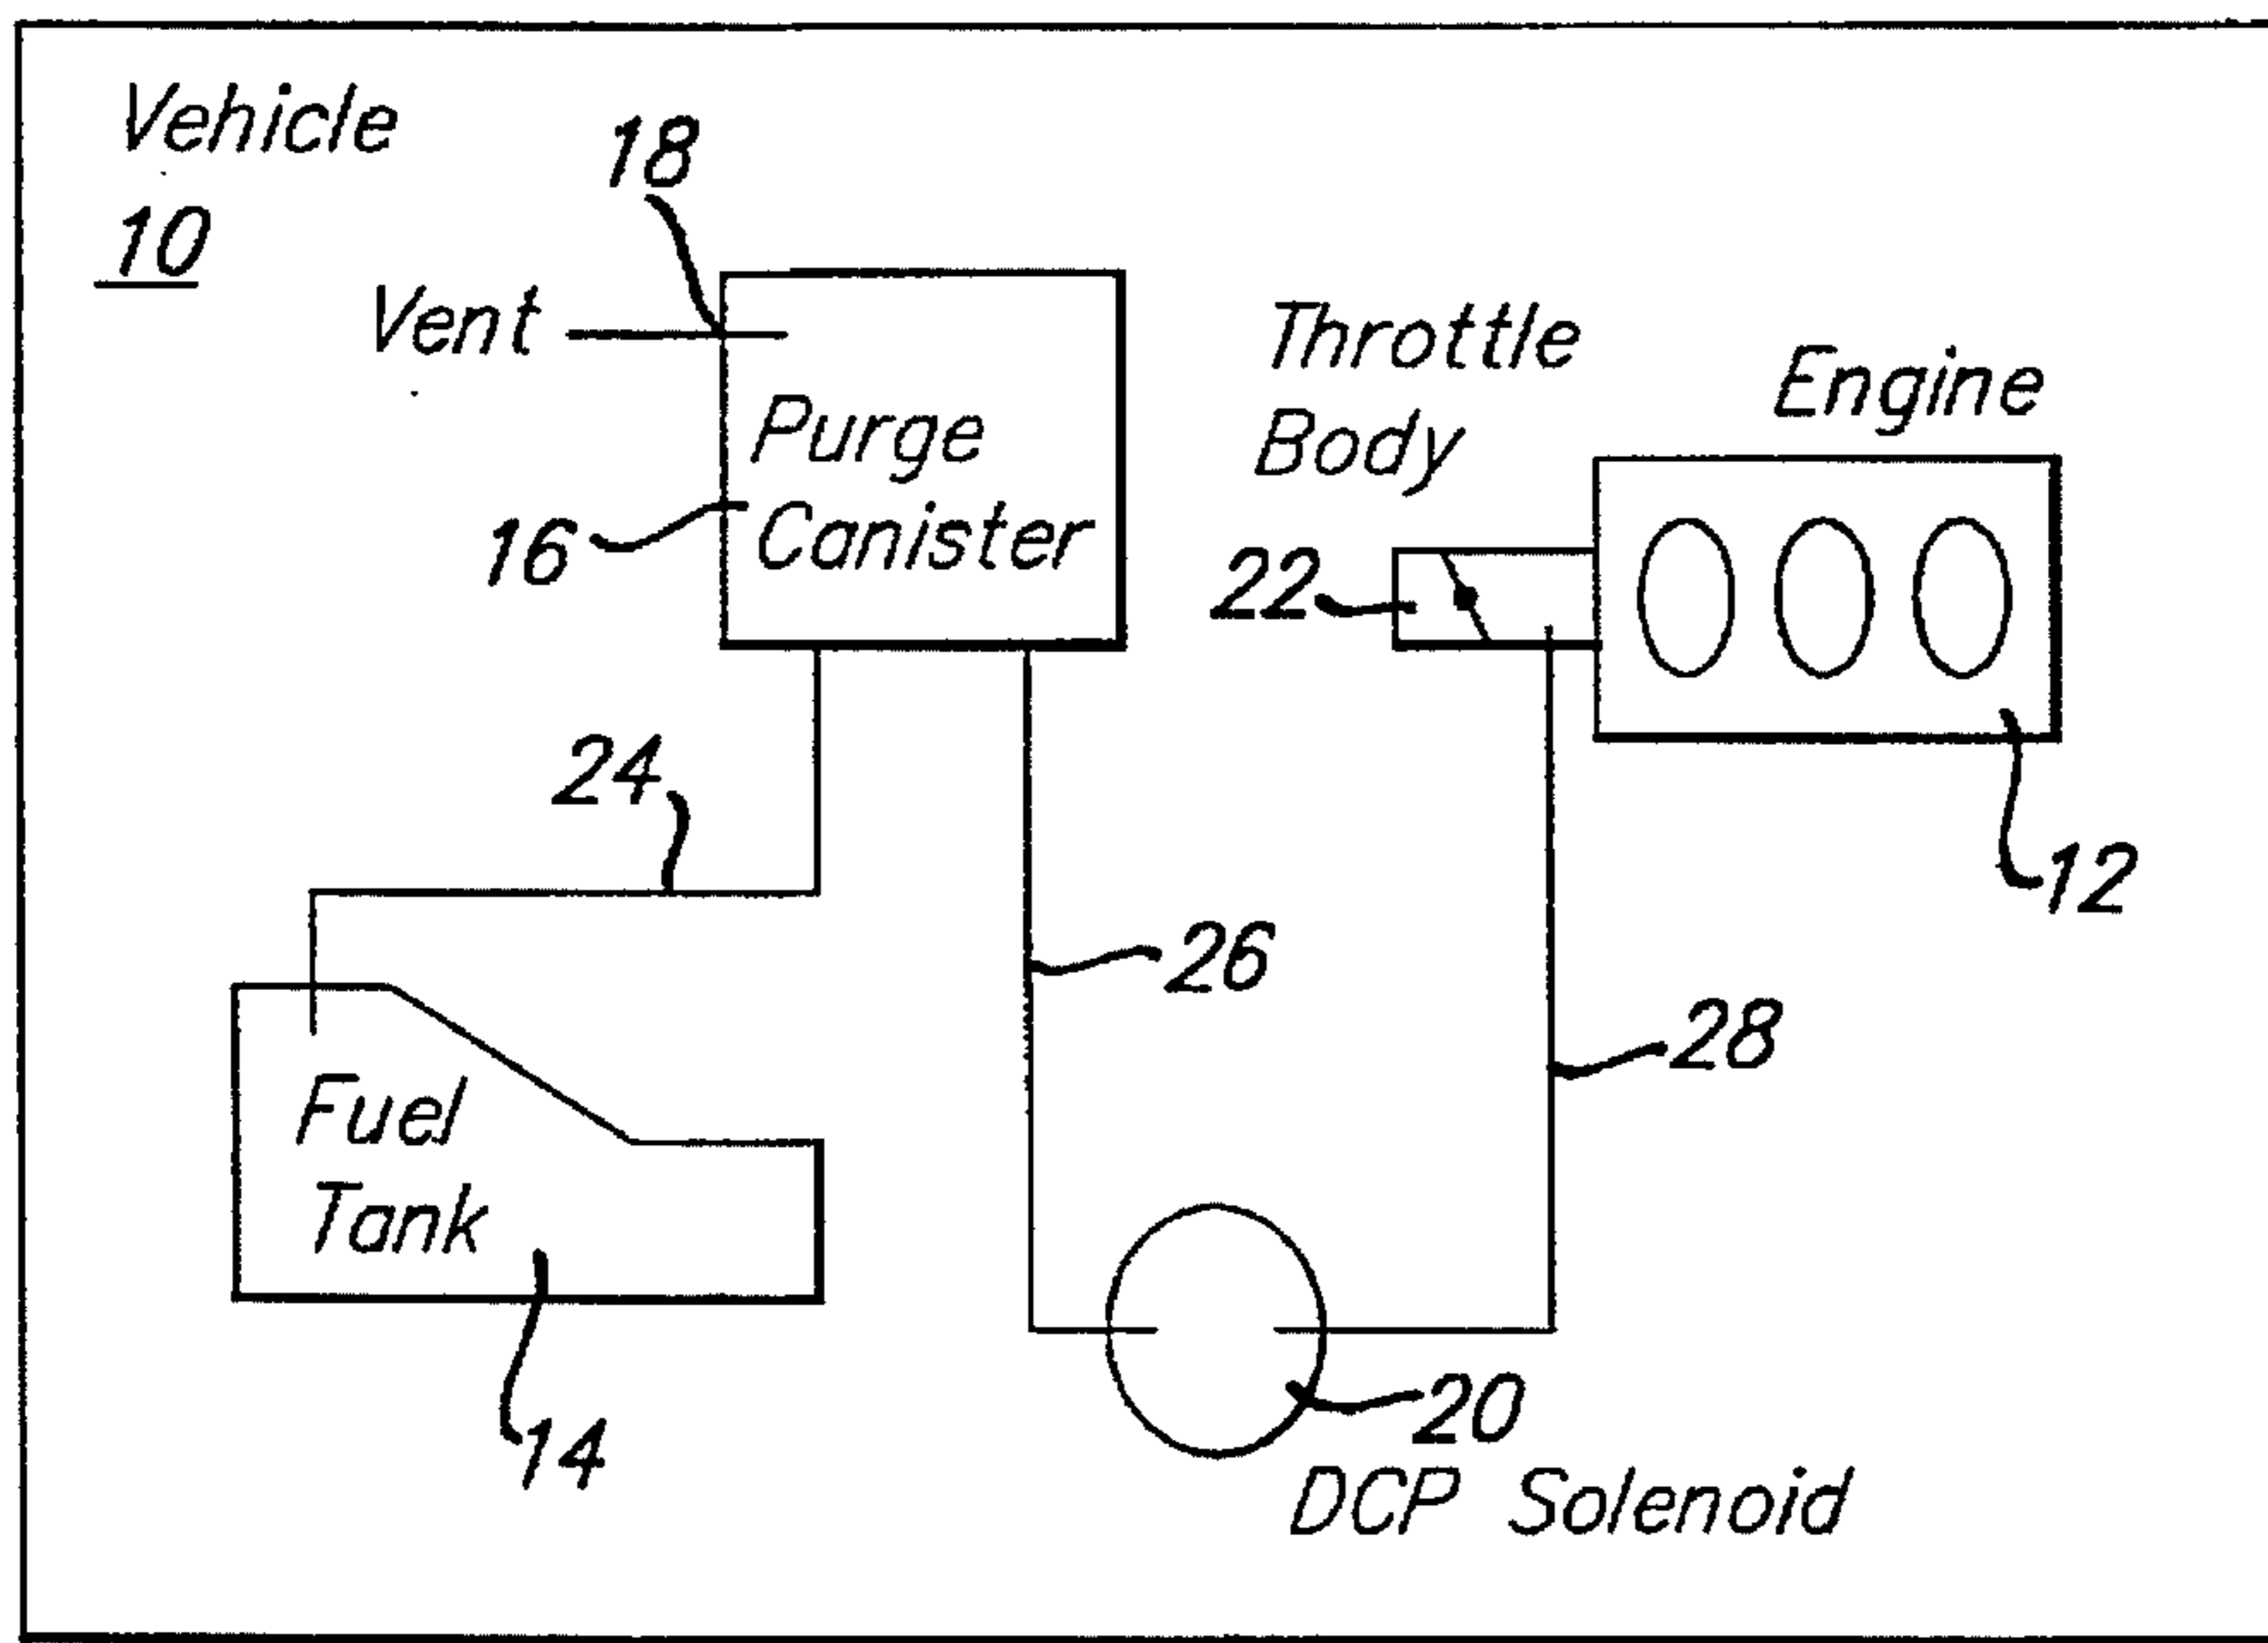 Vehicle
10
18
Vent
Purge
Canister
16
Throttle
Body
Engine
22
12
24
26
28
Fuel
Tank
14
20
DCP Solenoid